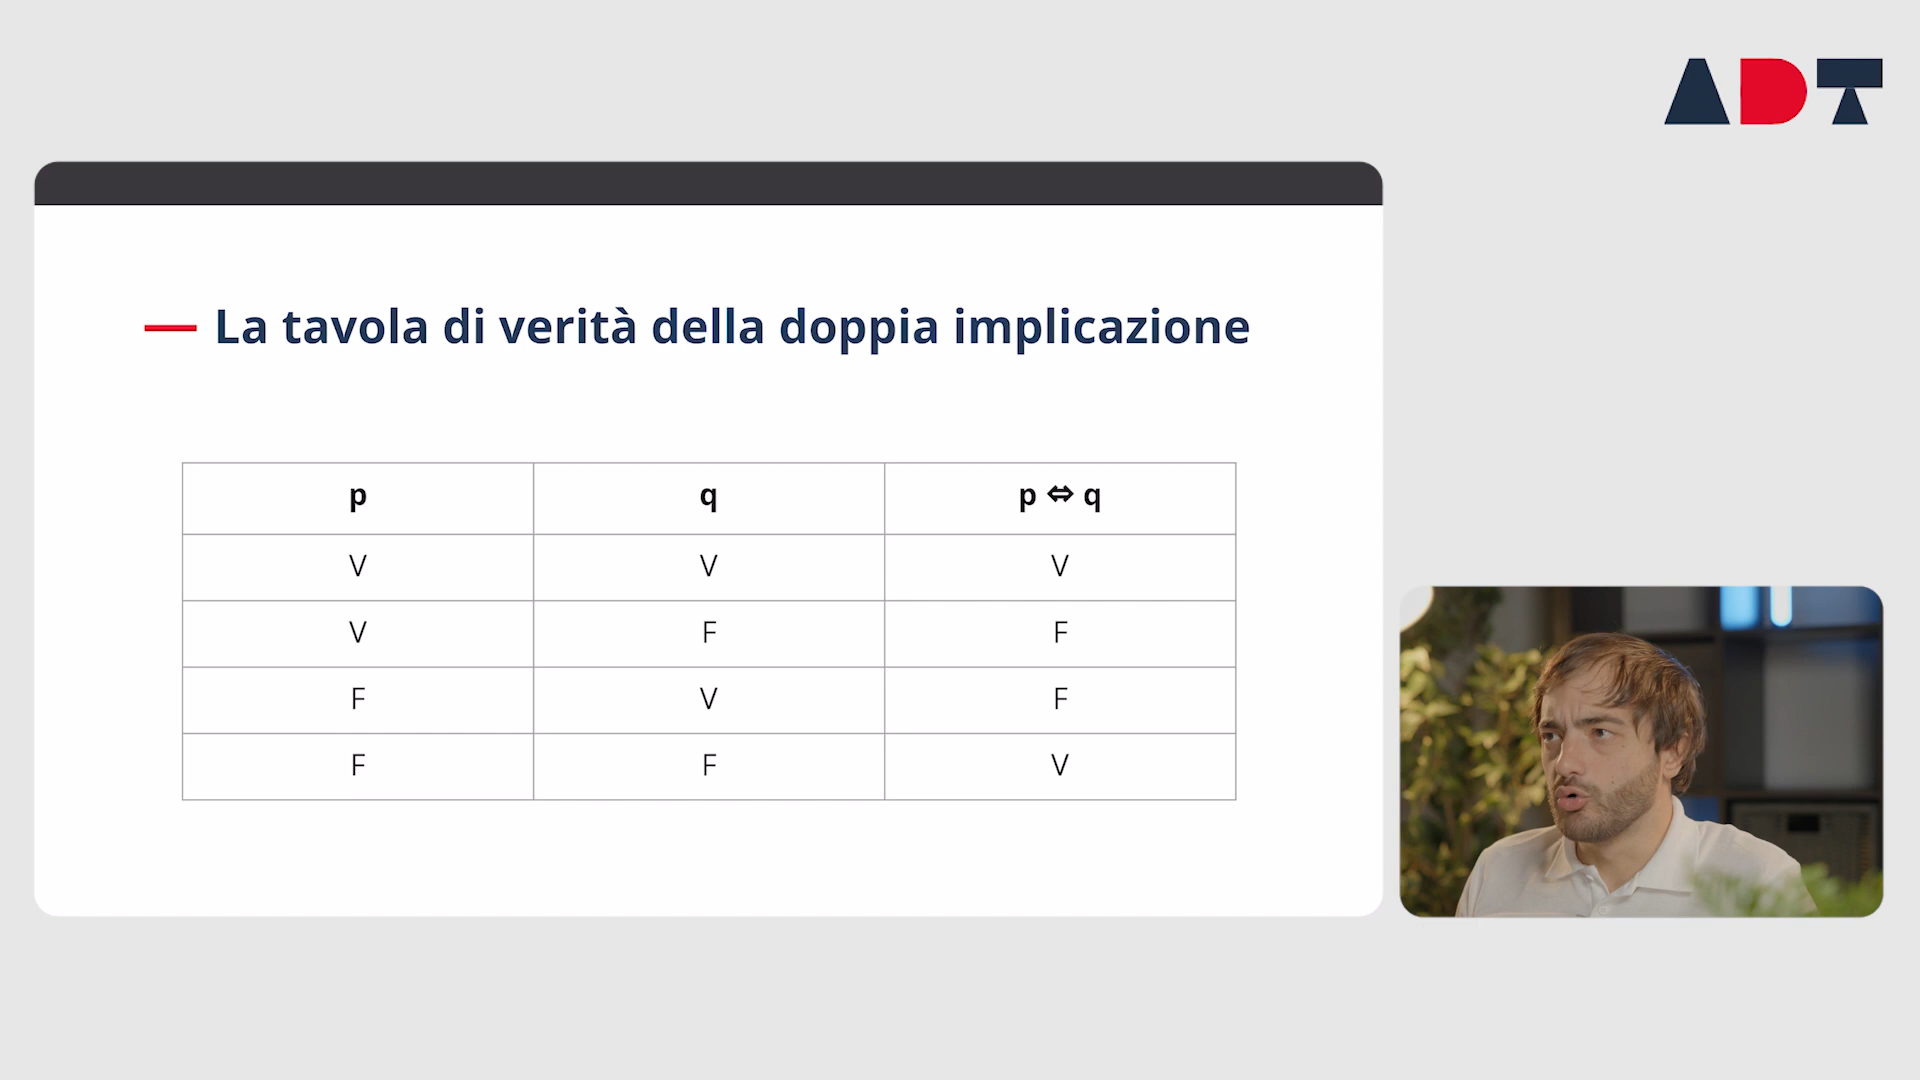 ADT
La tavola di verità della doppia implicazione
p q p ⇔ q
V V V
V F F
F V F
F F V